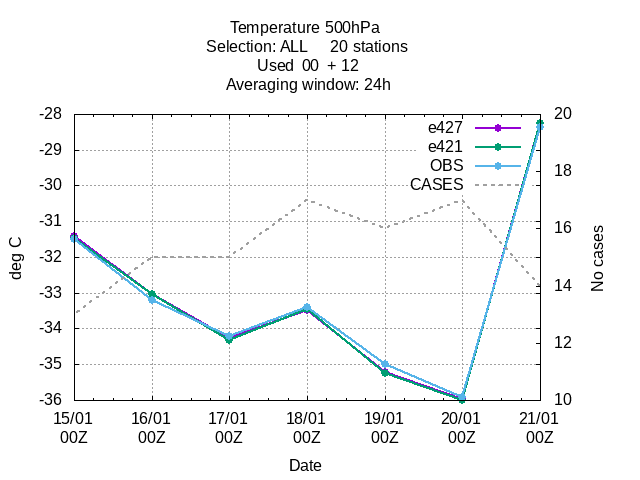 Temperature 500hPa
Selection: ALL     20 stations
Used  00  + 12
Averaging window: 24h
e427
e421
OBS
CASES
-28
-29
-30
-31
-32
-33
-34
-35
-36
deg C
20
18
16
14
12
10
No cases
15/01 16/01 17/01 18/01 19/01 20/01 21/01
00Z 00Z 00Z 00Z 00Z 00Z 00Z
Date